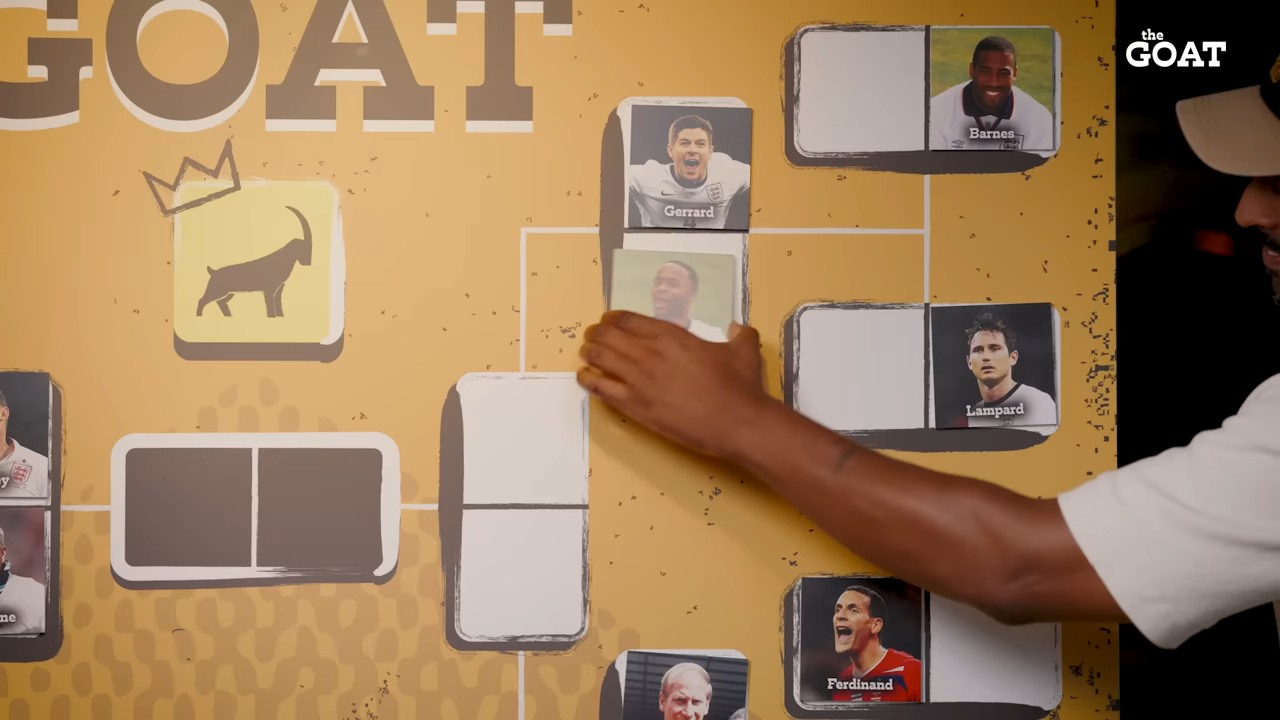 GOAT
the
GOAT
Barnes
Gerrard
Lampard
Ferdinand